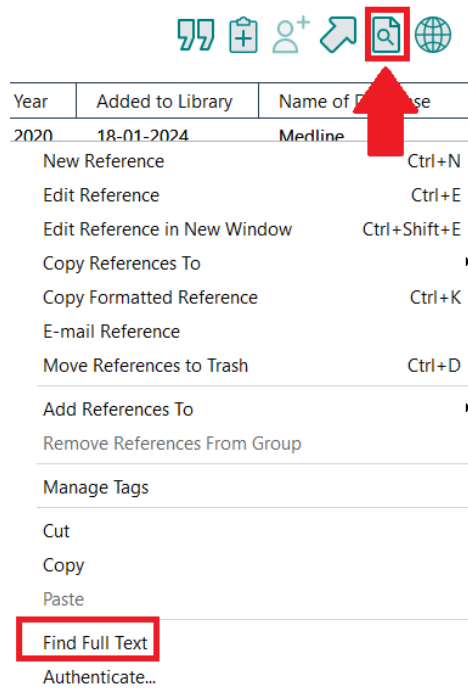 Year Added to Library Name of se
2020 18-01-2024 Medline
New Reference Ctrl+N
Edit Reference Ctrl+E
Edit Reference in New Window Ctrl+Shift+E
Copy References To
Copy Formatted Reference Ctrl+K
E-mail Reference
Move References to Trash Ctrl+D
Add References To
Remove References From Group
Manage Tags
Cut
Copy
Paste
Find Full Text
Authenticate...